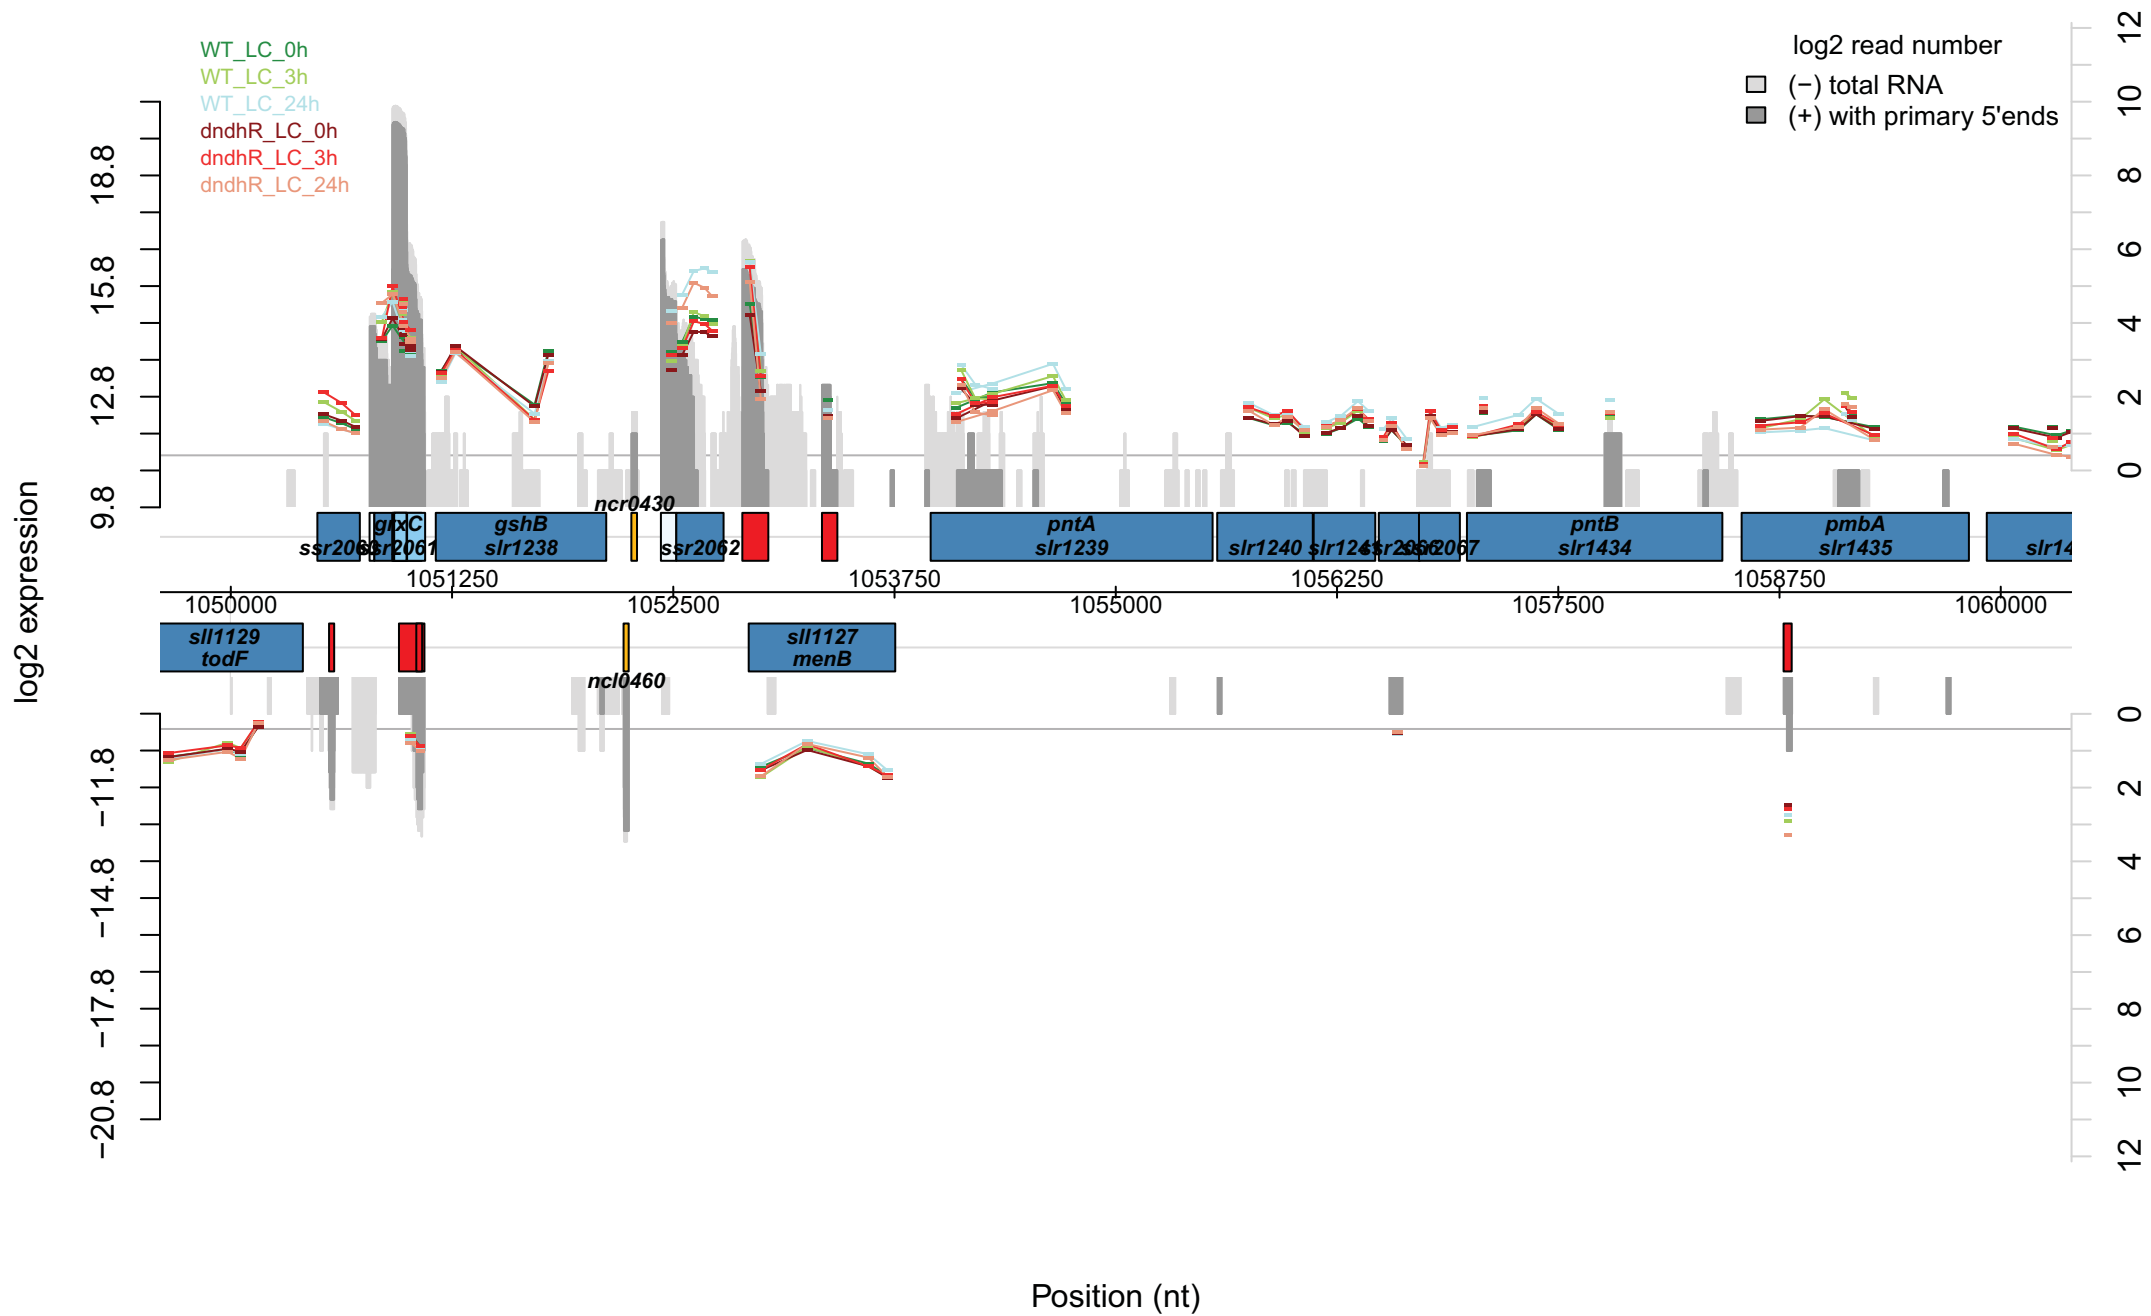 WT_LC_0h
WT_LC_3h
WT_LC_24h
dndhR_LC_0h
dndhR_LC_3h
dndhR_LC_24h
log2 read number
(−) total RNA
(+) with primary 5'ends
12
10
8
6
4
2
0
18.8
15.8
12.8
9.8
log2 expression
ncr0430
gshB
slr1238
ssr2061
ssr2062
pntA
slr1239
slr1240
pntB
slr1434
pmbA
slr1435
slr14
1051250
1053750
1056250
1058750
1050000
1052500
1055000
1057500
1060000
sll1129
todF
ncl0460
sll1127
menB
−11.8
−14.8
−17.8
−20.8
0
2
4
6
8
10
12
Position (nt)